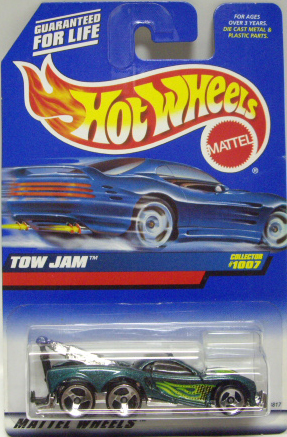 GUARANTEED
FOR LIFE
FOR AGES
OVER 3 YEARS.
DIE CAST METAL &
PLASTIC PARTS.
HOT WHEELS
MATTEL
®
TOW JAM™
COLLECTOR
#1007
MATTEL WHEELS